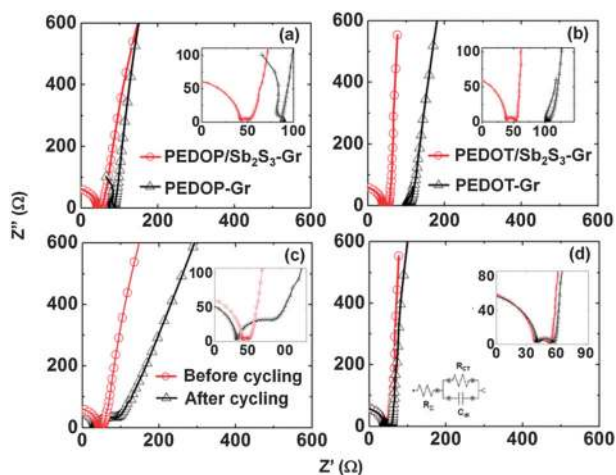 Z'' (Ω)
600
400
200
0
(a)
100
50
0
0 50 100
PEDOP/Sb₂S₃-Gr
PEDOP-Gr
0 200 400 600
600
400
200
0
(b)
100
50
0
0 50 100
PEDOT/Sb₂S₃-Gr
PEDOT-Gr
0 200 400 600
600
400
200
0
(c)
100
50
0
0 50 00
Before cycling
After cycling
0 200 400 600
600
400
200
0
(d)
80
40
0
0 30 60 90
R_CT
R_C
0 200 400 600
Z' (Ω)